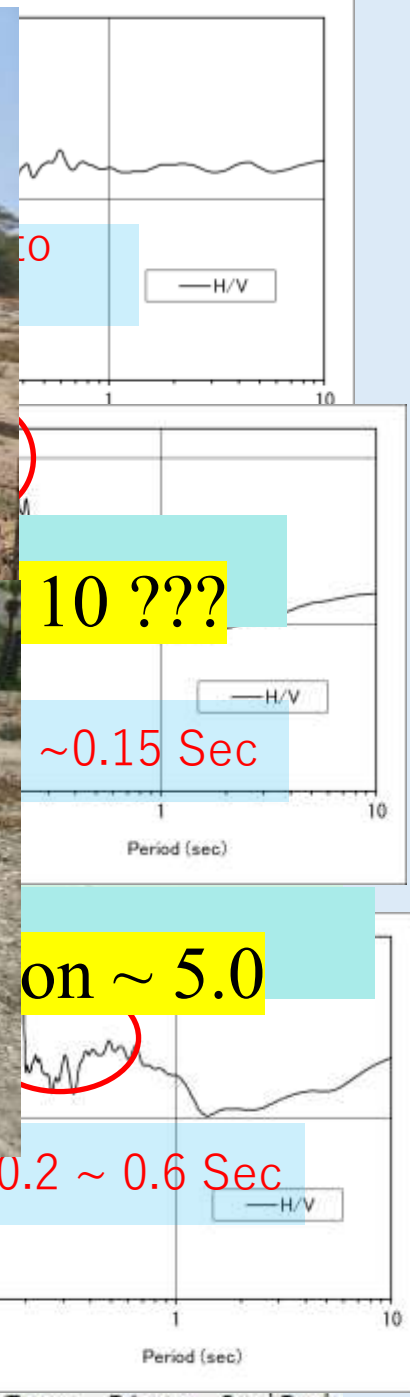 to
H/V
1 10
10 ???
H/V
~0.15 Sec
1 10
Period (sec)
on ~ 5.0
0.2 ~ 0.6 Sec
H/V
1 10
Period (sec)